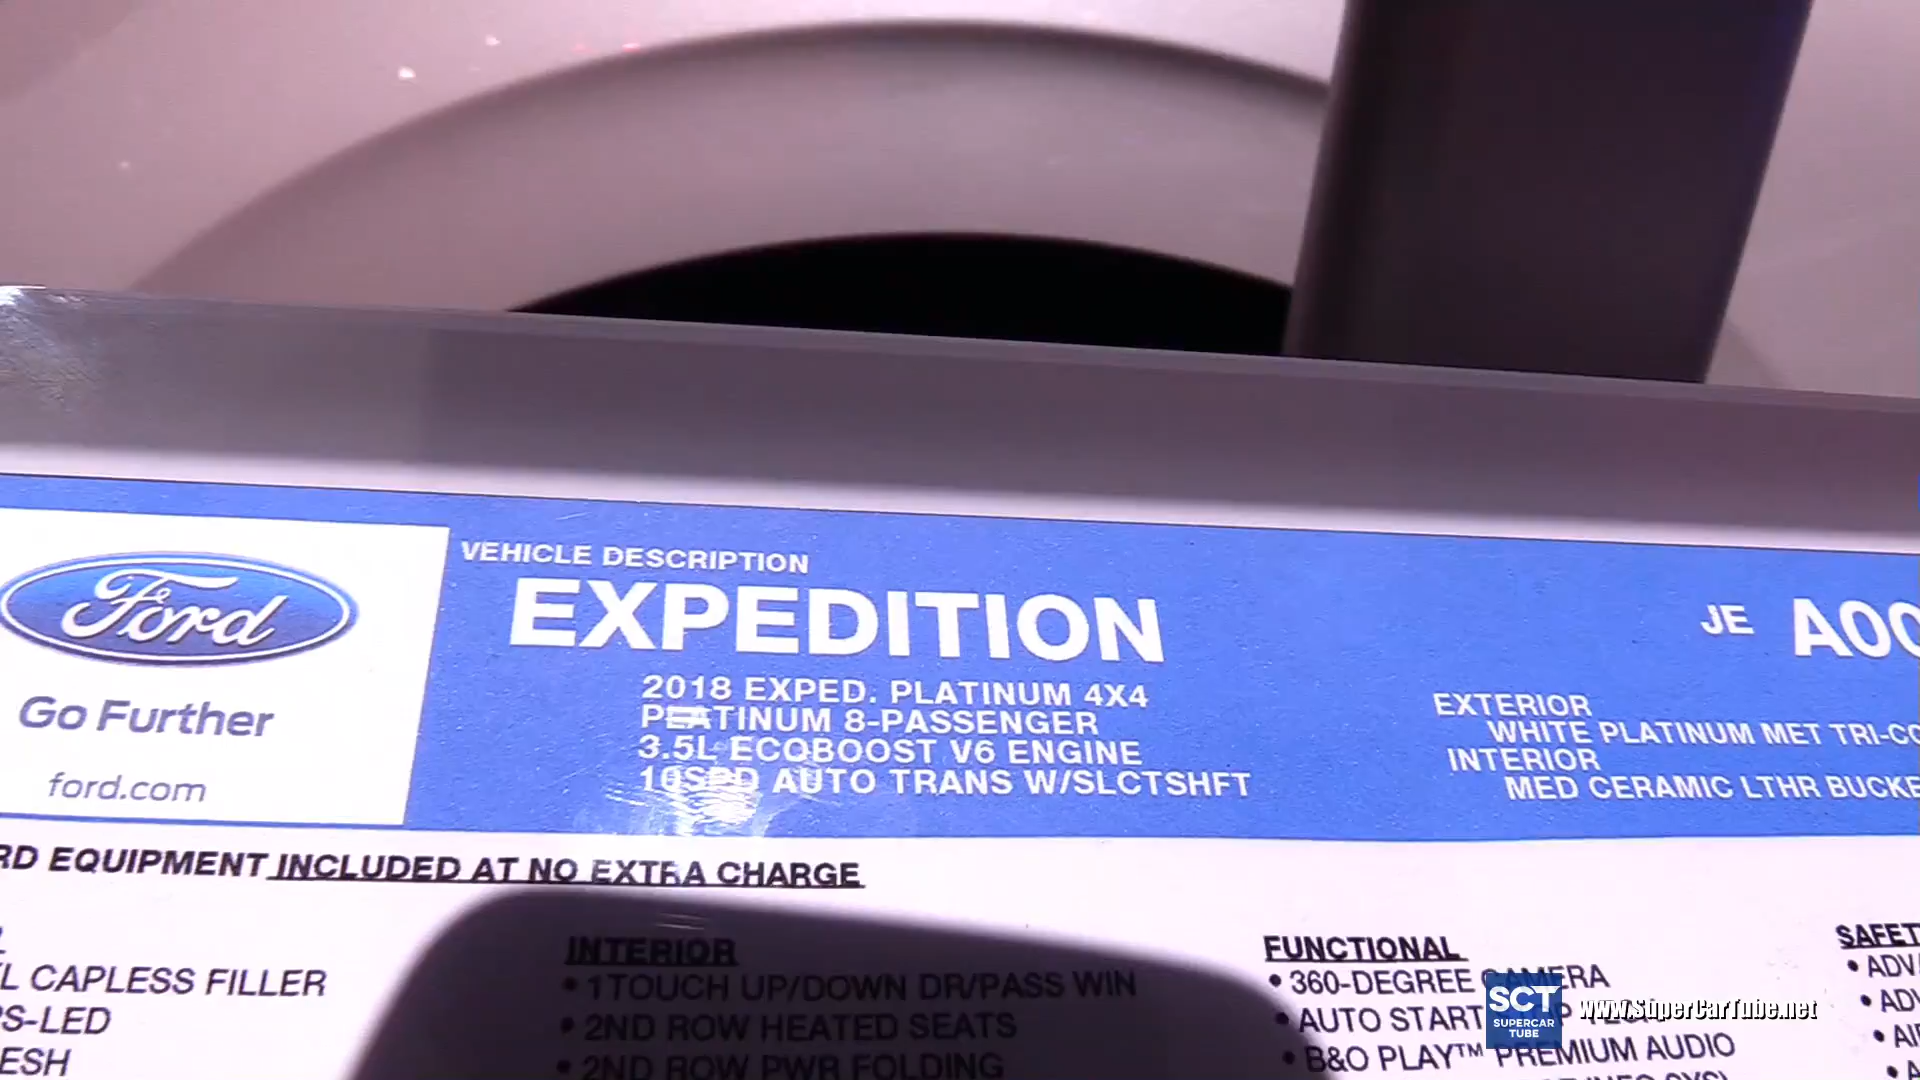 VEHICLE DESCRIPTION
EXPEDITION
JE A00
Ford
2018 EXPED. PLATINUM 4X4
PLATINUM 8-PASSENGER
3.5L ECOBOOST V6 ENGINE
10SPD AUTO TRANS W/SLCTSHFT
EXTERIOR
WHITE PLATINUM MET TRI-CO
INTERIOR
MED CERAMIC LTHR BUCKE
Go Further
ford.com
RD EQUIPMENT INCLUDED AT NO EXTRA CHARGE
L CAPLESS FILLER
S-LED
ESH
INTERIOR
• 1TOUCH UP/DOWN DR/PASS WIN
• 2ND ROW HEATED SEATS
• 2ND ROW PWR FOLDING
FUNCTIONAL
• 360-DEGREE CAMERA
• AUTO START
• B&O PLAY™ PREMIUM AUDIO
SAFET
• ADV
• AD
• AI
SCT
SUPERCAR
TUBE
www.SuperCarTube.net